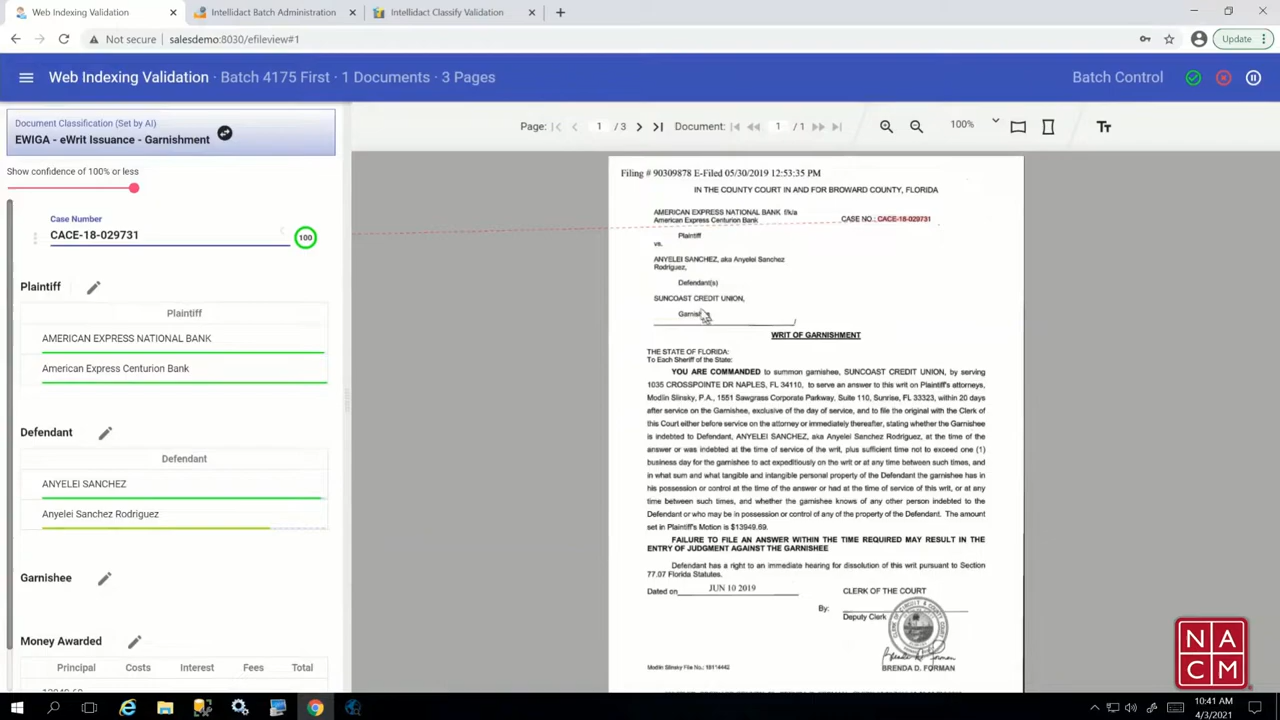 Web Indexing Validation
Intellidact Batch Administration
Intellidact Classify Validation
Not secure
salesdemo:8030/efileview#1
Update
Web Indexing Validation · Batch 4175 First · 1 Documents · 3 Pages
Batch Control
Document Classification (Set by AI)
EWIGA - eWrit Issuance - Garnishment
Show confidence of 100% or less
Case Number
CACE-18-029731
100
Plaintiff
Plaintiff
AMERICAN EXPRESS NATIONAL BANK
American Express Centurion Bank
Defendant
Defendant
ANYELEI SANCHEZ
Anyelei Sanchez Rodriguez
Garnishee
Money Awarded
Principal Costs Interest Fees Total
13949.69
Page: 1 / 3
Document: 1 / 1
100%
Tт
Filing # 90309878 E-Filed 05/30/2019 12:53:35 PM
IN THE COUNTY COURT IN AND FOR BROWARD COUNTY, FLORIDA
AMERICAN EXPRESS NATIONAL BANK f/k/a
American Express Centurion Bank
CASE NO.: CACE-18-029731
Plaintiff
vs.
ANYELEI SANCHEZ, aka Anyelei Sanchez
Rodriguez,
Defendant(s)
SUNCOAST CREDIT UNION,
Garnishee
WRIT OF GARNISHMENT
THE STATE OF FLORIDA:
To Each Sheriff of the State:
YOU ARE COMMANDED to summon garnishee, SUNCOAST CREDIT UNION, by serving
1035 CROSSPOINTE DR NAPLES, FL 34110, to serve an answer to this writ on Plaintiff's attorneys,
Modlin Slinsky, P.A., 1551 Sawgrass Corporate Parkway, Suite 110, Sunrise, FL 33323, within 20 days
after service on the Garnishee, exclusive of the day of service, and to file the original with the Clerk of
this Court either before service on the attorney or immediately thereafter, stating whether the Garnishee
is indebted to Defendant, ANYELEI SANCHEZ, aka Anyelei Sanchez Rodriguez, at the time of the
answer or was indebted at the time of service of the writ, plus sufficient time not to exceed one (1)
business day for the garnishee to act expeditiously on the writ or at any time between such times, and
in what sum and what tangible and intangible personal property of the Defendant the garnishee has in
his possession or control at the time of the answer or had at the time of service of this writ, or at any
time between such times, and whether the garnishee knows of any other person indebted to the
Defendant or who may be in possession or control of any of the property of the Defendant. The amount
set in Plaintiff's Motion is $13949.69.
FAILURE TO FILE AN ANSWER WITHIN THE TIME REQUIRED MAY RESULT IN THE
ENTRY OF JUDGMENT AGAINST THE GARNISHEE
Defendant has a right to an immediate hearing for dissolution of this writ pursuant to Section
77.07 Florida Statutes.
Dated on JUN 10 2019
CLERK OF THE COURT
By:
Deputy Clerk
Brenda D. Forman
BRENDA D. FORMAN
Modlin Slinsky File No.: 18114442
NACM
10:41 AM
4/3/2021